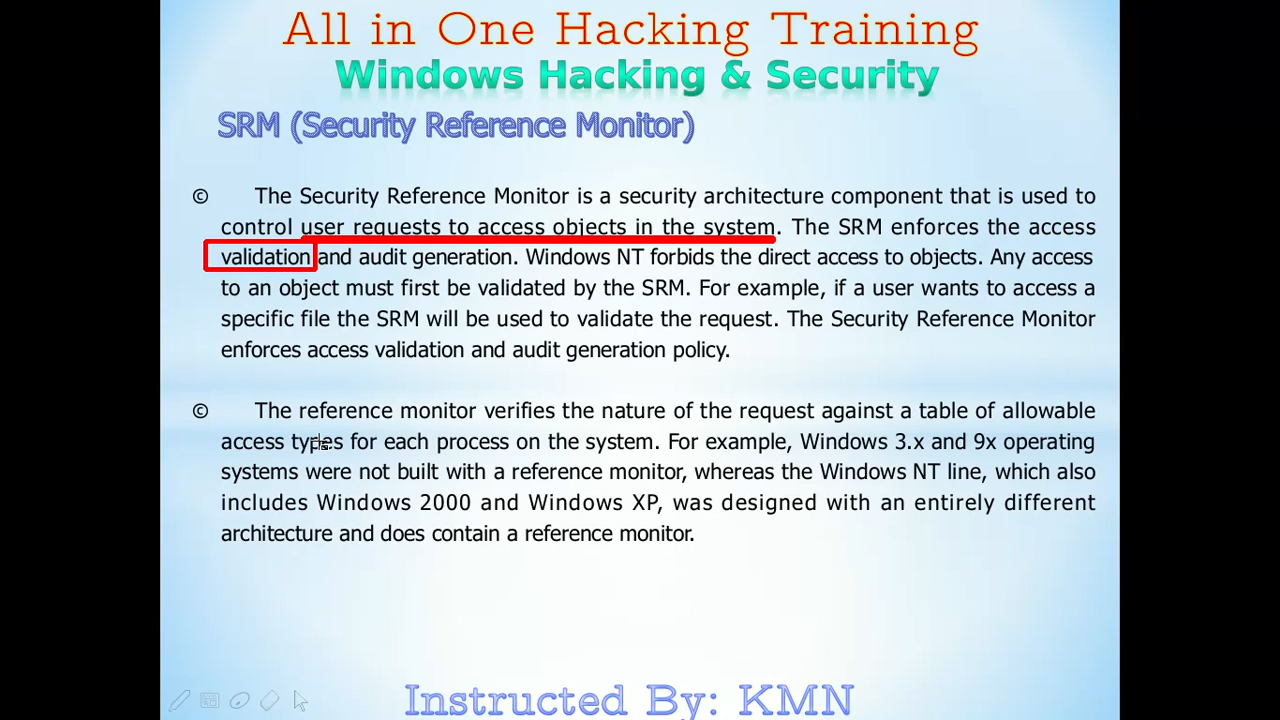 All in One Hacking Training
Windows Hacking & Security
SRM (Security Reference Monitor)
© The Security Reference Monitor is a security architecture component that is used to
control user requests to access objects in the system. The SRM enforces the access
validation and audit generation. Windows NT forbids the direct access to objects. Any access
to an object must first be validated by the SRM. For example, if a user wants to access a
specific file the SRM will be used to validate the request. The Security Reference Monitor
enforces access validation and audit generation policy.
© The reference monitor verifies the nature of the request against a table of allowable
access types for each process on the system. For example, Windows 3.x and 9x operating
systems were not built with a reference monitor, whereas the Windows NT line, which also
includes Windows 2000 and Windows XP, was designed with an entirely different
architecture and does contain a reference monitor.
Instructed By: KMN